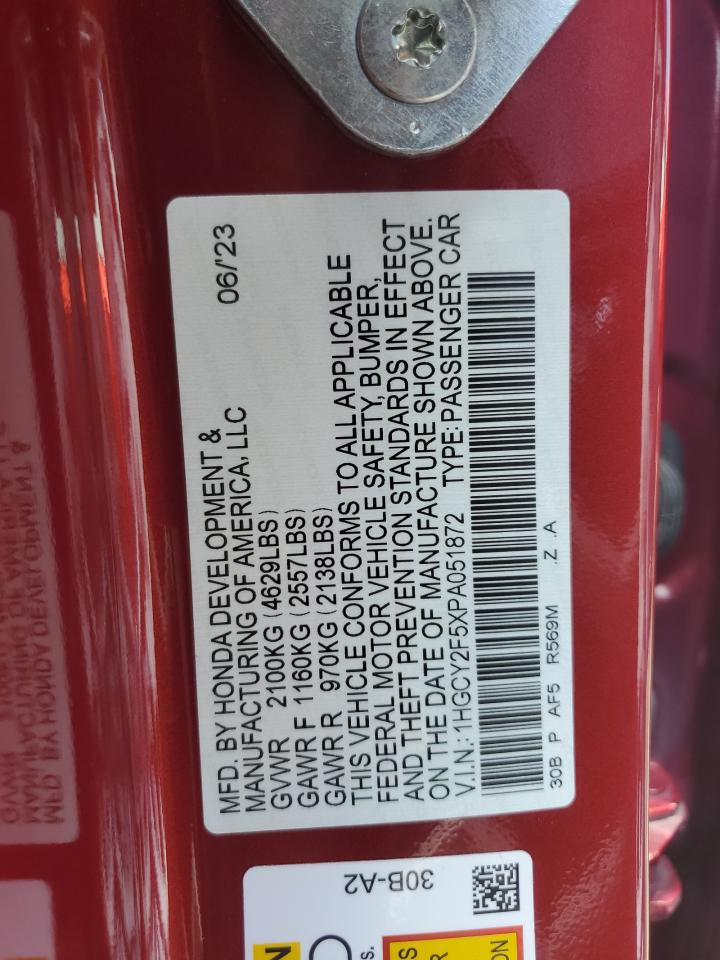 MFD. BY HONDA DEVELOPMENT &
MANUFACTURING OF AMERICA, LLC 06/'23
GVWR 2100KG (4629LBS)
GAWR F 1160KG (2557LBS)
GAWR R 970KG (2138LBS)
THIS VEHICLE CONFORMS TO ALL APPLICABLE
FEDERAL MOTOR VEHICLE SAFETY, BUMPER,
AND THEFT PREVENTION STANDARDS IN EFFECT
ON THE DATE OF MANUFACTURE SHOWN ABOVE.
V.I.N.: 1HGCY2F5XPA051872 TYPE: PASSENGER CAR
30B P AF5 R569M .Z .A
30B-A2